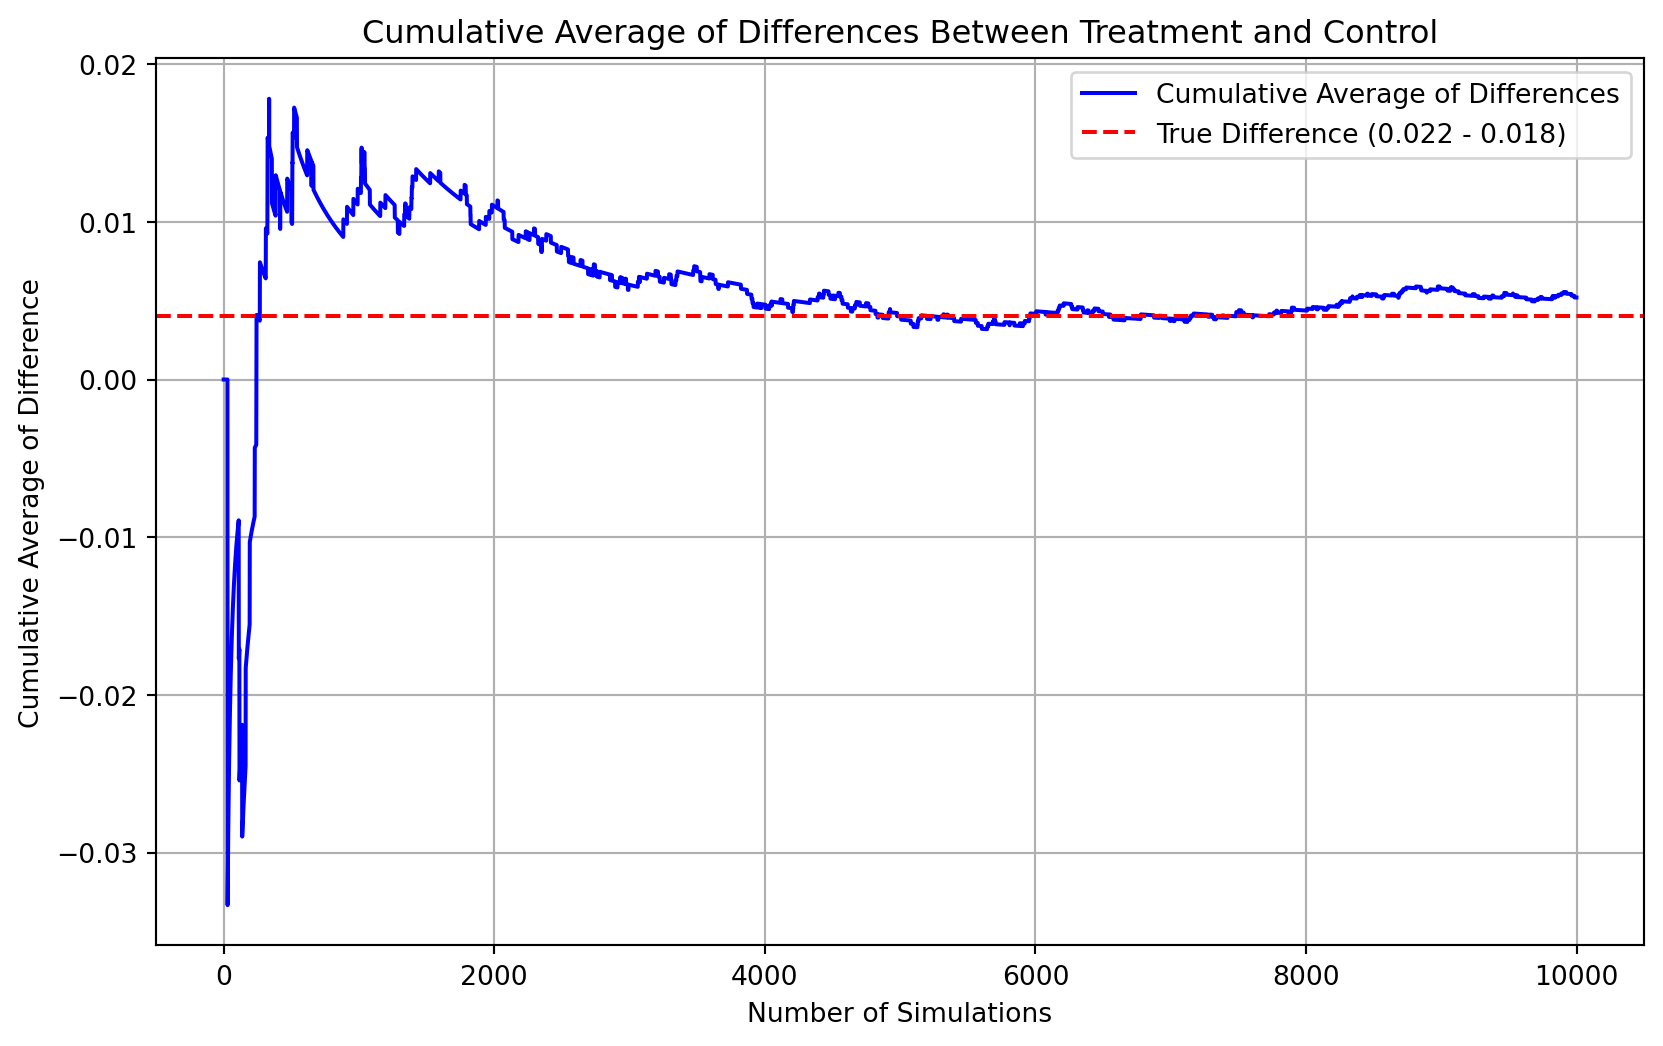 Cumulative Average of Differences Between Treatment and Control
Cumulative Average of Differences
True Difference (0.022 - 0.018)
Cumulative Average of Difference
0.02
0.01
0.00
−0.01
−0.02
−0.03
0 2000 4000 6000 8000 10000
Number of Simulations